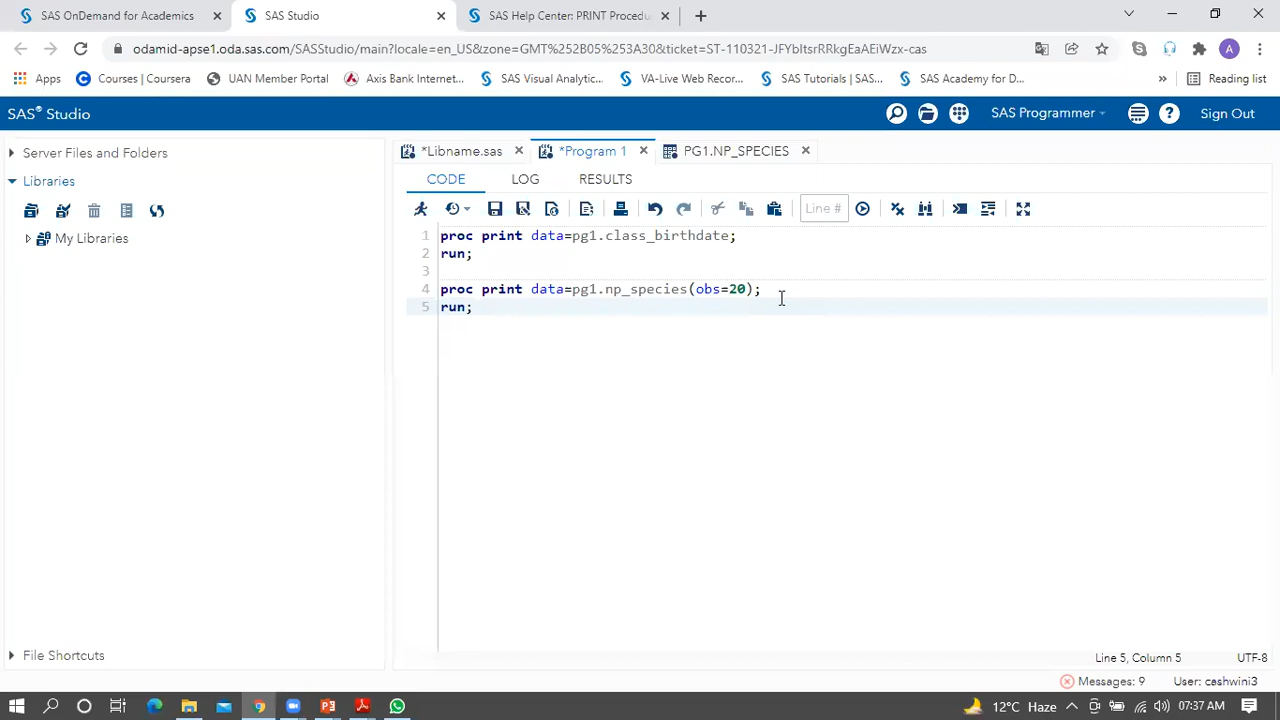 SAS OnDemand for Academics
SAS Studio
SAS Help Center: PRINT Procedu
odamid-apse1.oda.sas.com/SASStudio/main?locale=en_US&zone=GMT%252B05%253A30&ticket=ST-110321-JFYbItsrRRkgEaAEiWzx-cas
A
Apps
Courses | Coursera
UAN Member Portal
Axis Bank Internet...
SAS Visual Analytic...
VA-Live Web Recor...
SAS Tutorials | SAS...
SAS Academy for D...
»
Reading list
SAS® Studio
SAS Programmer
Sign Out
Server Files and Folders
Libraries
My Libraries
File Shortcuts
*Libname.sas
*Program 1
PG1.NP_SPECIES
CODE
LOG
RESULTS
Line #
1 proc print data=pg1.class_birthdate;
2 run;
3
4 proc print data=pg1.np_species(obs=20);
5 run;
Line 5, Column 5
UTF-8
Messages: 9
User: cashwini3
12°C Haze
07:37 AM